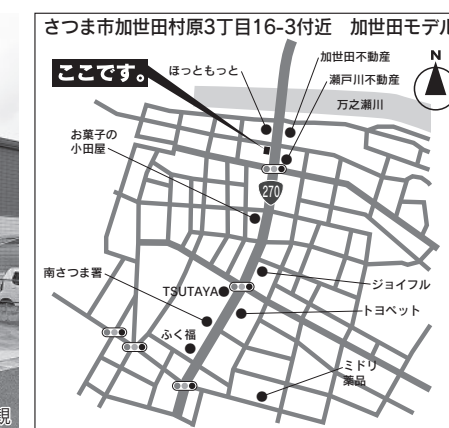 さつま市加世田村原3丁目16-3付近 加世田モデル
ここです。
ほっともっと
加世田不動産
瀬戸川不動産
N
万之瀬川
お菓子の
小田屋
270
南さつま署
TSUTAYA
ジョイフル
トヨペット
ふく福
ミドリ
薬品
現